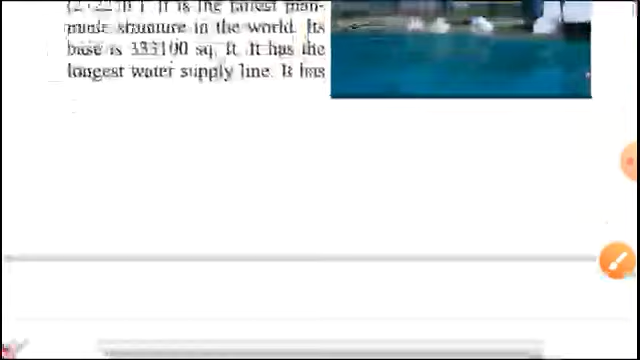 It is the tallest man-
made structure in the world. Its
base is 333100 sq. ft. It has the
longest water supply line. It has